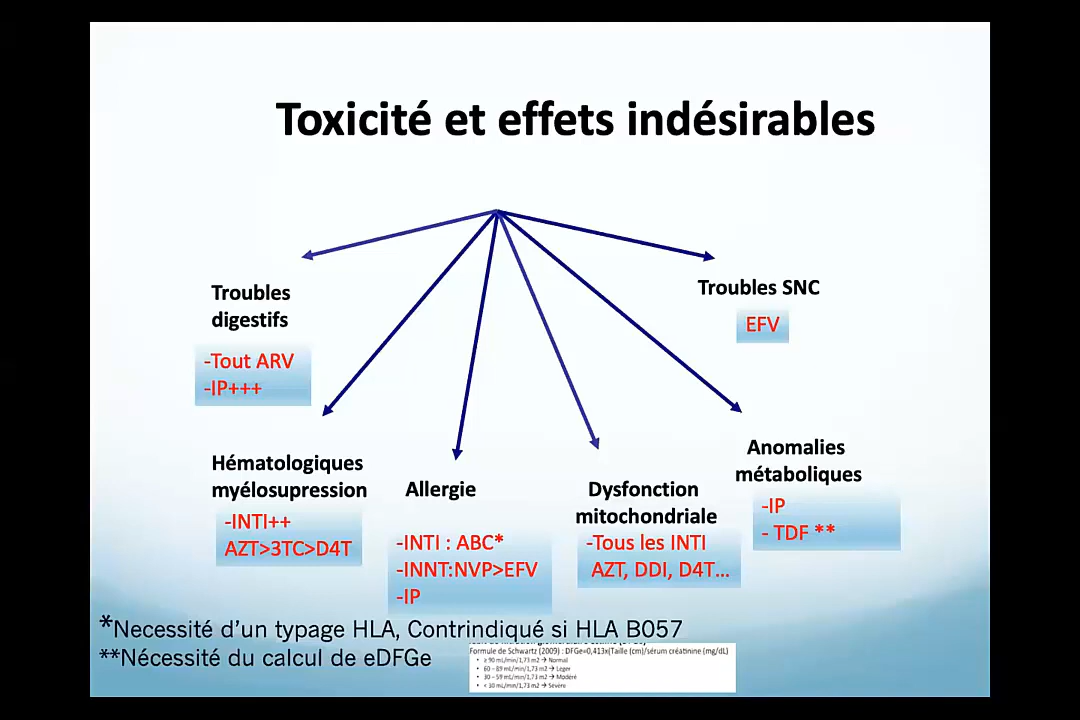 Toxicité et effets indésirables
Troubles
digestifs
-Tout ARV
-IP+++
Hématologiques
myélosupression
-INTI++
AZT>3TC>D4T
Allergie
-INTI : ABC*
-INNT:NVP>EFV
-IP
Dysfonction
mitochondriale
-Tous les INTI
AZT, DDI, D4T...
Anomalies
métaboliques
-IP
- TDF **
Troubles SNC
EFV
*Necessité d’un typage HLA, Contrindiqué si HLA B057
**Nécessité du calcul de eDFGe
Formule de Schwartz (2009) : DFGe=0,413x(Taille (cm)/sérum créatinine (mg/dL)
• ≥ 90 mL/min/1,73 m2 → Normal
• 60 – 89 mL/min/1,73 m2 → Leger
• 30 – 59 mL/min/1,73 m2 → Modéré
• < 30 mL/min/1,73 m2 → Sévère